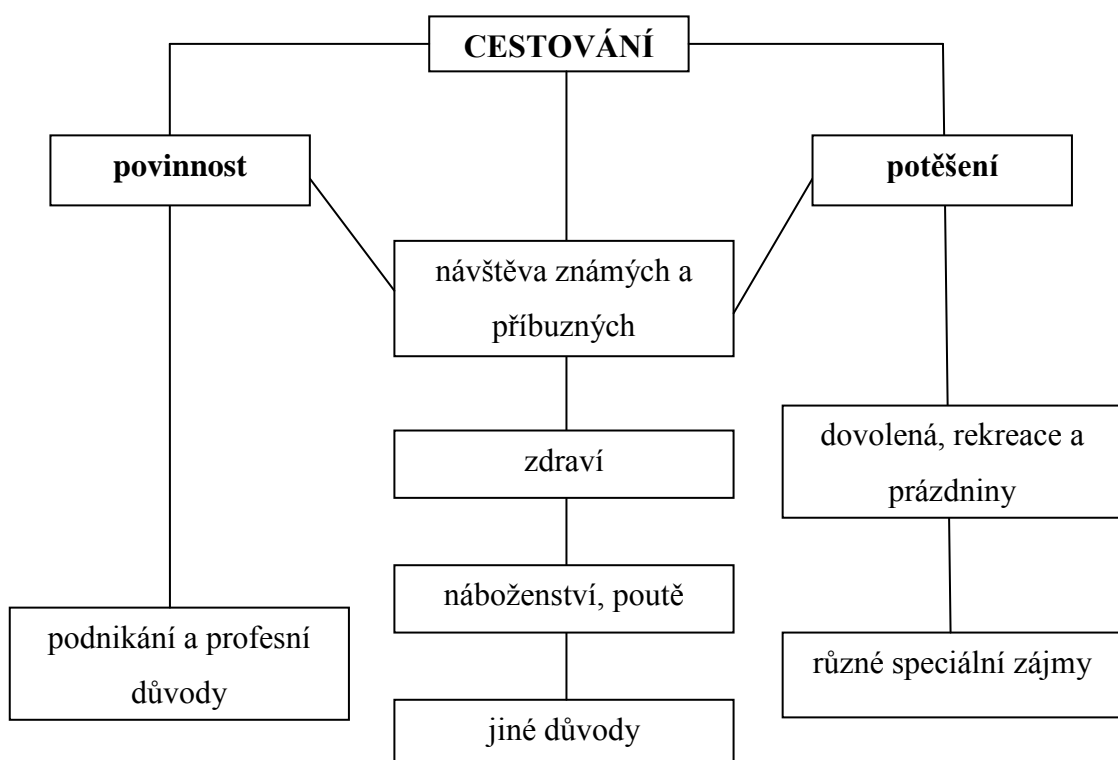 CESTOVÁNÍ
povinnost
potěšení
návštěva známých a
příbuzných
dovolená, rekreace a
prázdniny
zdraví
náboženství, poutě
podnikání a profesní
důvody
různé speciální zájmy
jiné důvody